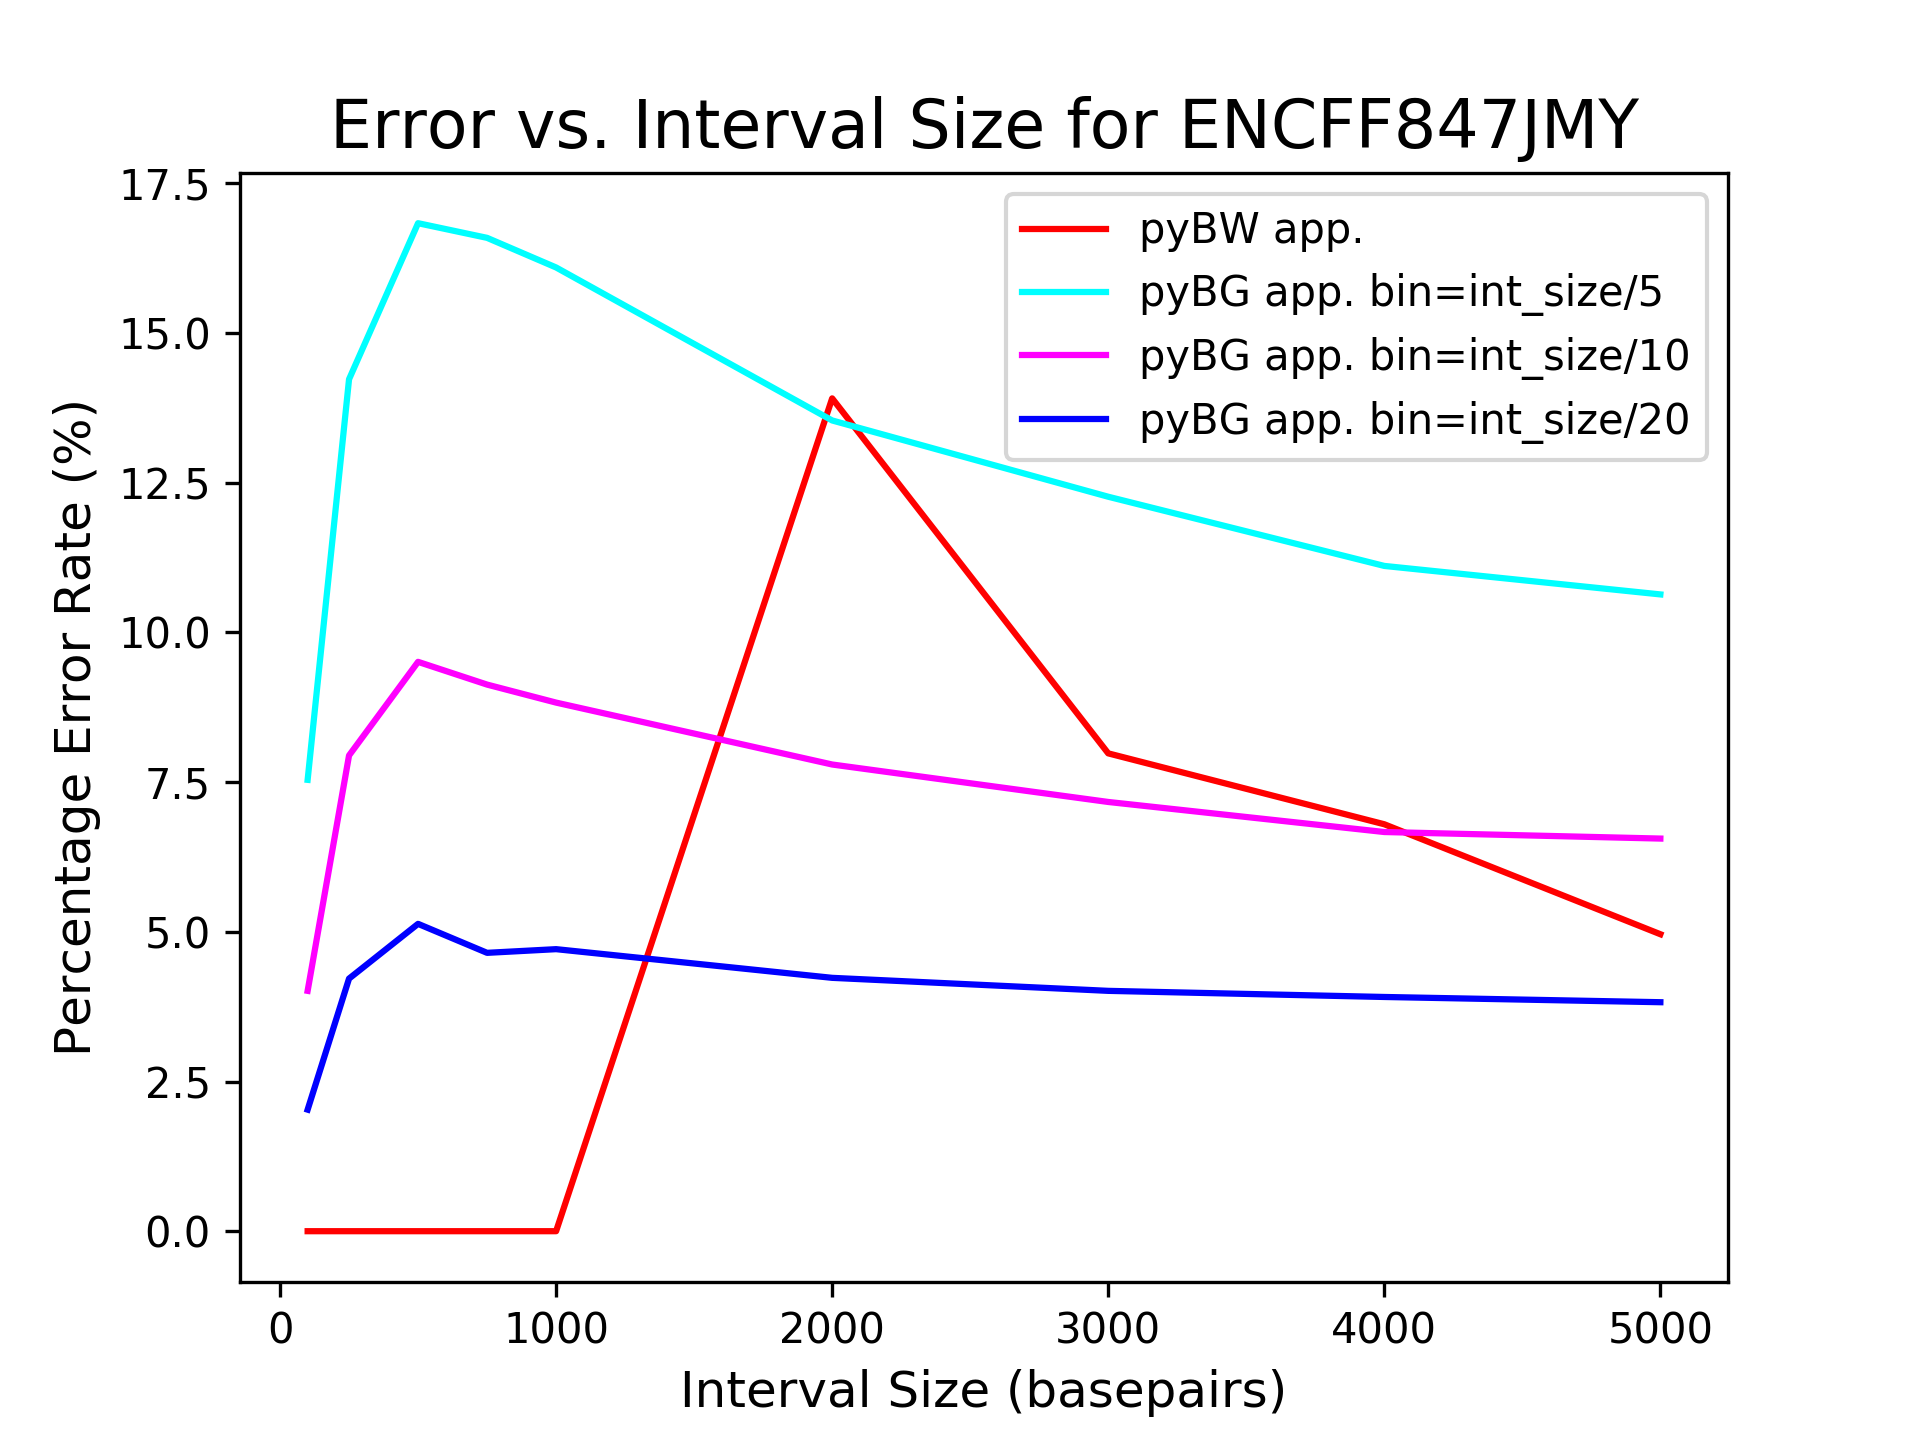 Error vs. Interval Size for ENCFF847JMY
17.5
15.0
12.5
10.0
7.5
5.0
2.5
0.0
Percentage Error Rate (%)
pyBW app.
pyBG app. bin=int_size/5
pyBG app. bin=int_size/10
pyBG app. bin=int_size/20
0 1000 2000 3000 4000 5000
Interval Size (basepairs)